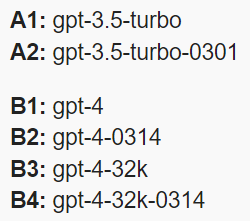 A1: gpt-3.5-turbo
A2: gpt-3.5-turbo-0301
B1: gpt-4
B2: gpt-4-0314
B3: gpt-4-32k
B4: gpt-4-32k-0314